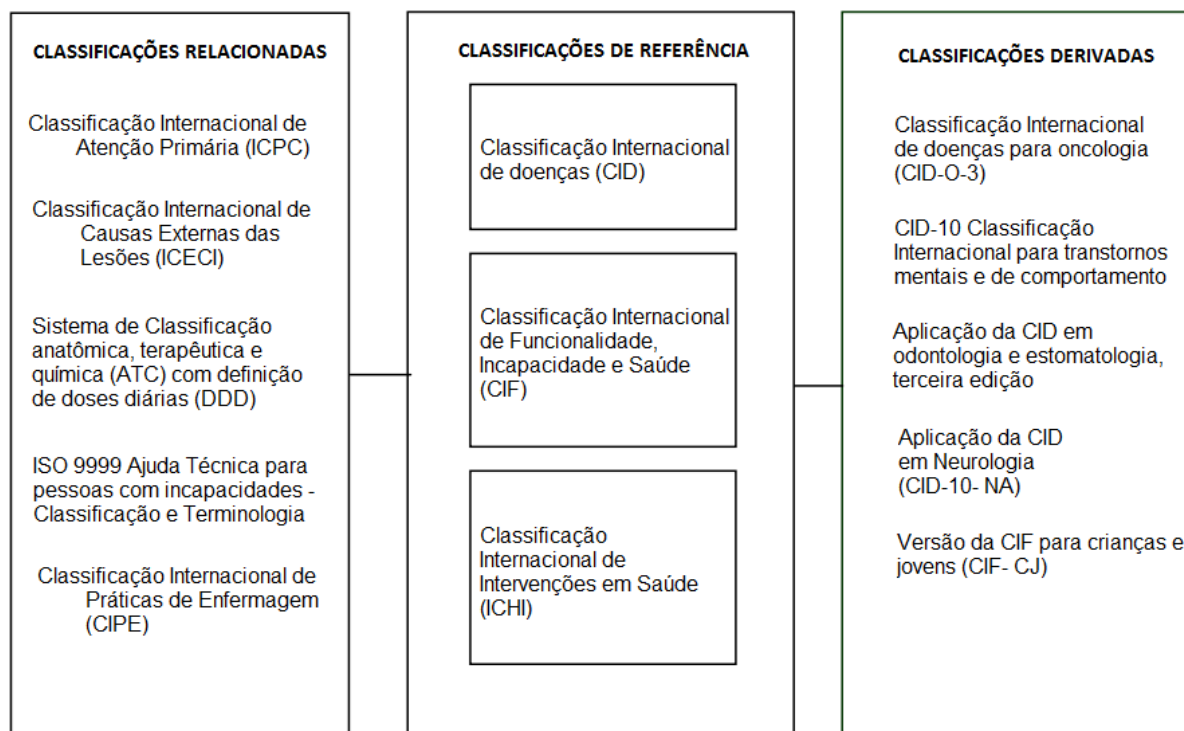 CLASSIFICAÇÕES RELACIONADAS
Classificação Internacional de
Atenção Primária (ICPC)
Classificação Internacional de
Causas Externas das
Lesões (ICECI)
Sistema de Classificação
anatômica, terapêutica e
química (ATC) com definição
de doses diárias (DDD)
ISO 9999 Ajuda Técnica para
pessoas com incapacidades -
Classificação e Terminologia
Classificação Internacional de
Práticas de Enfermagem
(CIPE)
CLASSIFICAÇÕES DE REFERÊNCIA
Classificação Internacional
de doenças (CID)
Classificação Internacional
de Funcionalidade,
Incapacidade e Saúde
(CIF)
Classificação
Internacional de
Intervenções em Saúde
(ICHI)
CLASSIFICAÇÕES DERIVADAS
Classificação Internacional
de doenças para oncologia
(CID-O-3)
CID-10 Classificação
Internacional para transtornos
mentais e de comportamento
Aplicação da CID em
odontologia e estomatologia,
terceira edição
Aplicação da CID
em Neurologia
(CID-10- NA)
Versão da CIF para crianças e
jovens (CIF- CJ)